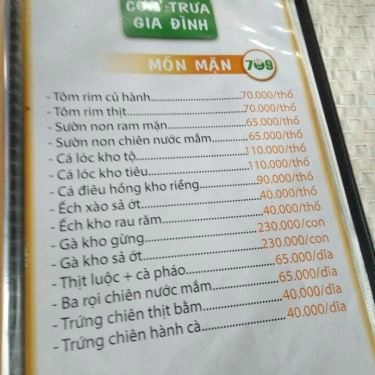 CƠM TRƯA
GIA ĐÌNH
MÓN MẶN 709
- Tôm rim củ hành....................70.000/thố
- Tôm rim thịt....................70.000/thố
- Sườn non ram mặn....................65.000/thố
- Sườn non chiên nước mắm....................65.000/thố
- Cá lóc kho tộ....................110.000/thố
- Cá lóc kho tiêu....................110.000/thố
- Cá điêu hồng kho riềng....................90.000/thố
- Ếch xào sả ớt....................40.000/thố
- Ếch kho rau răm....................40.000/thố
- Gà kho gừng....................230.000/con
- Gà kho sả ớt....................230.000/con
- Thịt luộc + cà pháo....................65.000/dĩa
- Ba rọi chiên nước mắm....................65.000/dĩa
- Trứng chiên thịt bằm....................40.000/dĩa
- Trứng chiên hành cà....................40.000/dĩa